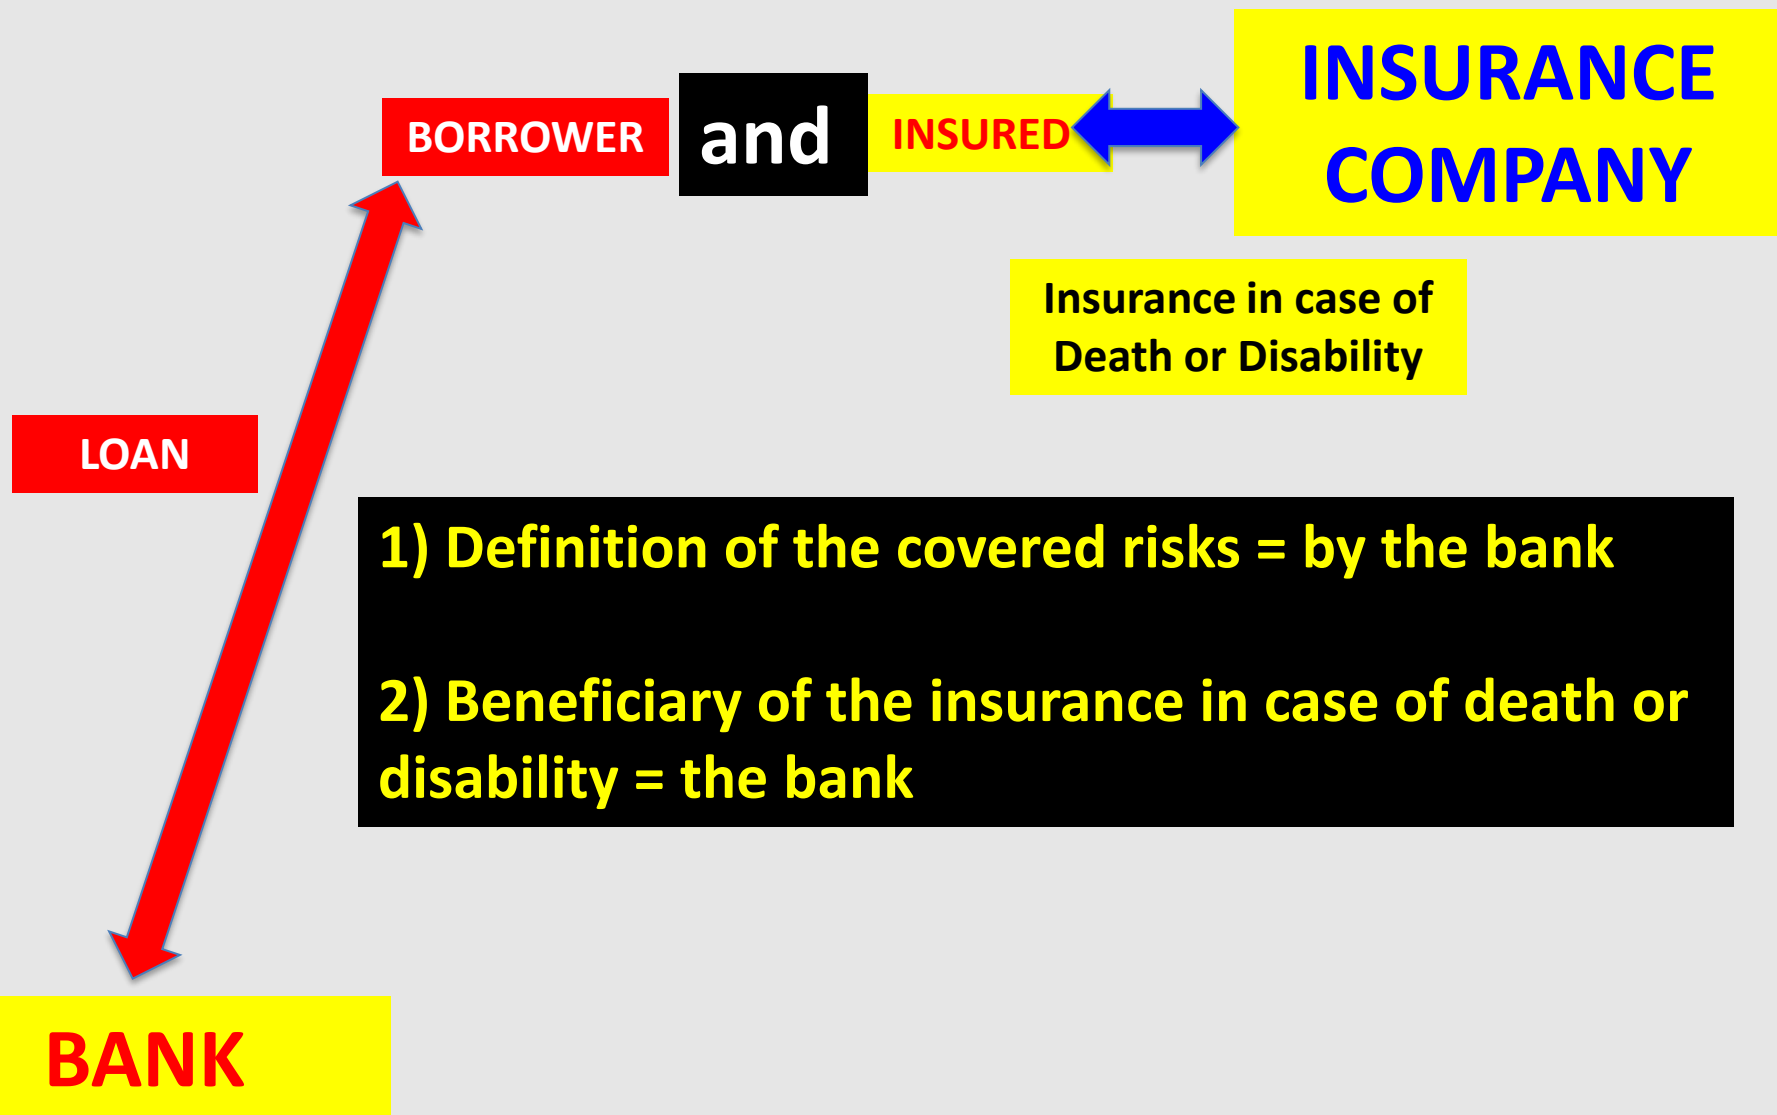 INSURANCE
COMPANY
BORROWER and INSURED
Insurance in case of
Death or Disability
LOAN
1) Definition of the covered risks = by the bank
2) Beneficiary of the insurance in case of death or
disability = the bank
BANK